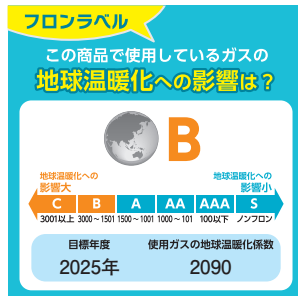 フロンラベル
この商品で使用しているガスの
地球温暖化への影響は？
B
地球温暖化への
影響大
地球温暖化への
影響小
C B A AA AAA S
3001以上 3000～1501 1500～1001 1000～101 100以下 ノンフロン
目標年度 使用ガスの地球温暖化係数
2025年 2090